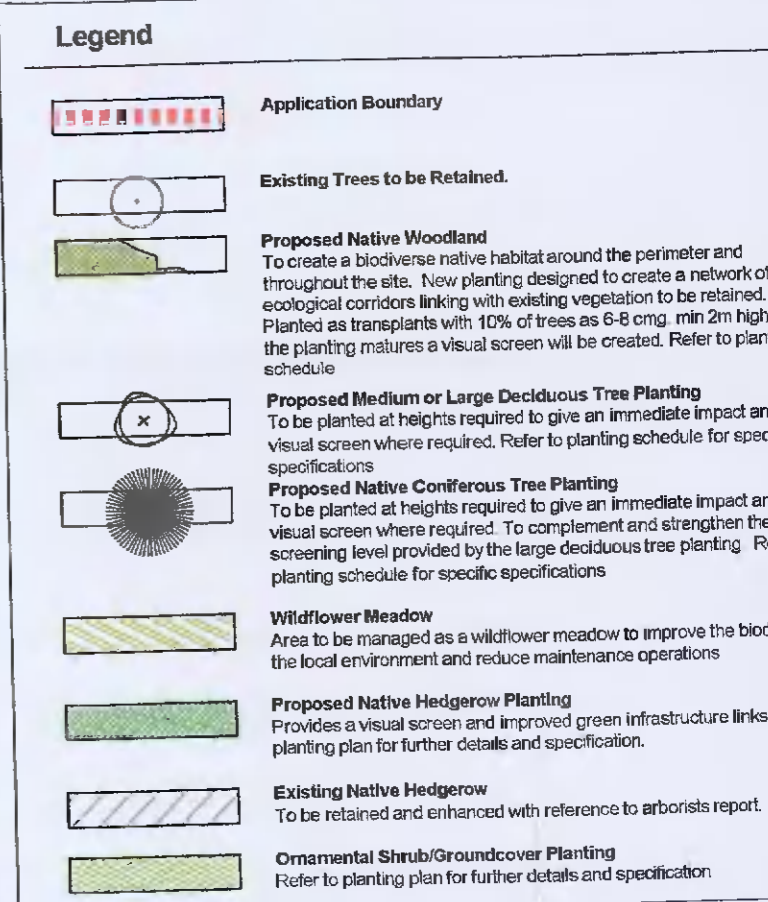 Legend
Application Boundary
Existing Trees to be Retained.
Proposed Native Woodland
To create a biodiverse native habitat around the perimeter and
throughout the site. New planting designed to create a network of
ecological corridors linking with existing vegetation to be retained.
Planted as transplants with 10% of trees as 6-8 cmg. min 2m high
the planting matures a visual screen will be created. Refer to plan
schedule
Proposed Medium or Large Deciduous Tree Planting
To be planted at heights required to give an immediate impact an
visual screen where required. Refer to planting schedule for spec
specifications
Proposed Native Coniferous Tree Planting
To be planted at heights required to give an immediate impact an
visual screen where required. To complement and strengthen the
screening level provided by the large deciduous tree planting R
planting schedule for specific specifications
Wildflower Meadow
Area to be managed as a wildflower meadow to improve the biod
the local environment and reduce maintenance operations
Proposed Native Hedgerow Planting
Provides a visual screen and improved green infrastructure links
planting plan for further details and specification.
Existing Native Hedgerow
To be retained and enhanced with reference to arborists report.
Ornamental Shrub/Groundcover Planting
Refer to planting plan for further details and specification